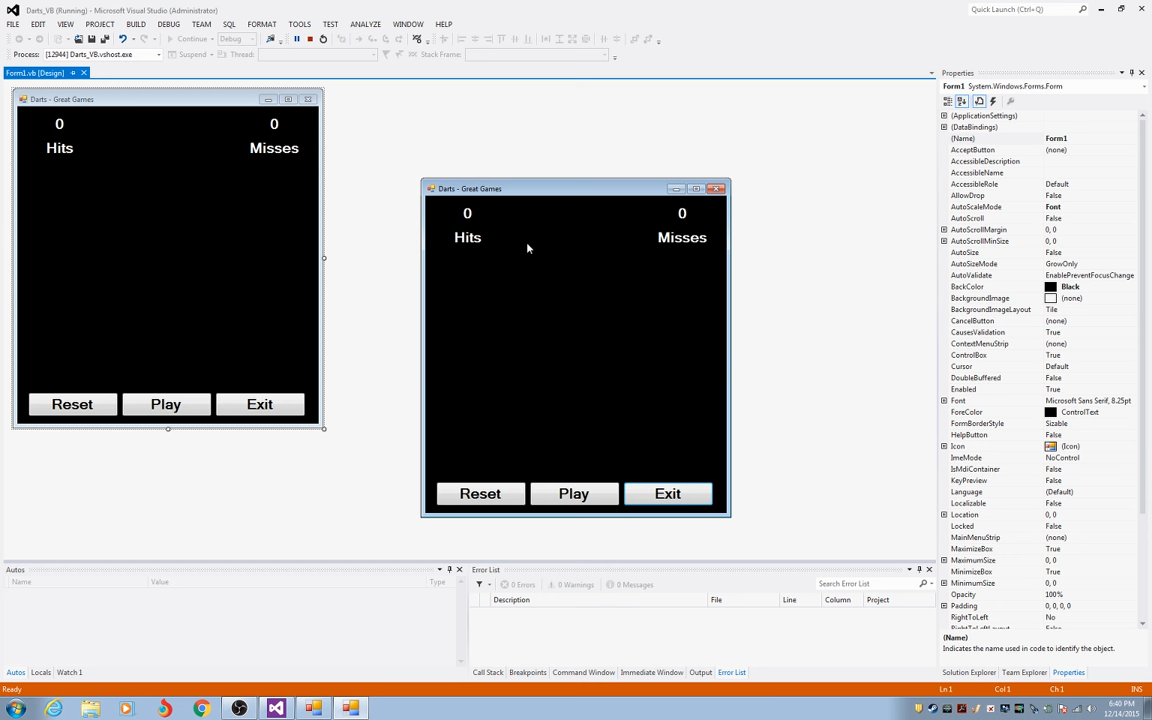 Darts_VB (Running) - Microsoft Visual Studio (Administrator)
Quick Launch (Ctrl+Q)
FILE EDIT VIEW PROJECT BUILD DEBUG TEAM SQL FORMAT TOOLS TEST ANALYZE WINDOW HELP
Continue Debug
Process: [12944] Darts_VB.vshost.exe Suspend Thread: Stack Frame:
Form1.vb [Design]
Darts - Great Games
0 0
Hits Misses
Reset Play Exit
Darts - Great Games
0 0
Hits Misses
Reset Play Exit
Properties
Form1 System.Windows.Forms.Form
(ApplicationSettings)
(DataBindings)
(Name) Form1
AcceptButton (none)
AccessibleDescription
AccessibleName
AccessibleRole Default
AllowDrop False
AutoScaleMode Font
AutoScroll False
AutoScrollMargin 0, 0
AutoScrollMinSize 0, 0
AutoSize False
AutoSizeMode GrowOnly
AutoValidate EnablePreventFocusChange
BackColor Black
BackgroundImage (none)
BackgroundImageLayout Tile
CancelButton (none)
CausesValidation True
ContextMenuStrip (none)
ControlBox True
Cursor Default
DoubleBuffered False
Enabled True
Font Microsoft Sans Serif, 8.25pt
ForeColor ControlText
FormBorderStyle Sizable
HelpButton False
Icon (Icon)
ImeMode NoControl
IsMdiContainer False
KeyPreview False
Language (Default)
Localizable False
Location 0, 0
Locked False
MainMenuStrip (none)
MaximizeBox True
MaximumSize 0, 0
MinimizeBox True
MinimumSize 0, 0
Opacity 100%
Padding 0, 0, 0, 0
RightToLeft No
RightToLeftLayout False
(Name)
Indicates the name used in code to identify the object.
Solution Explorer Team Explorer Properties
Autos
Name Value Type
Autos Locals Watch 1
Error List
0 Errors 0 Warnings 0 Messages Search Error List
Description File Line Column Project
Call Stack Breakpoints Command Window Immediate Window Output Error List
Ready Ln 1 Col 1 Ch 1 INS
6:40 PM
12/14/2015